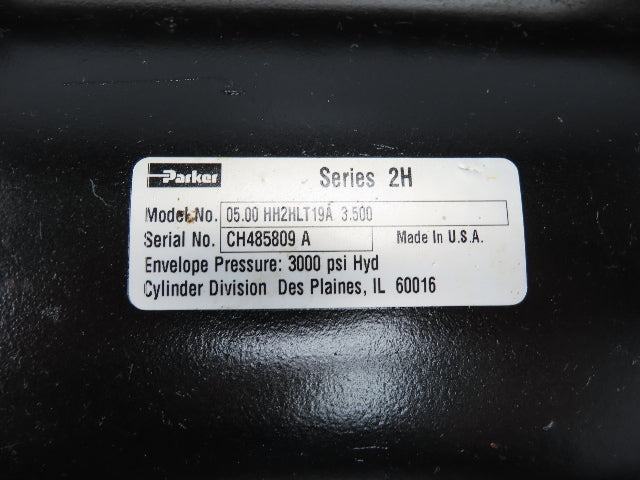 Parker Series 2H
Model No. 05.00 HH2HLT19A 3.500
Serial No. CH485809 A Made in U.S.A.
Envelope Pressure: 3000 psi Hyd
Cylinder Division Des Plaines, IL 60016